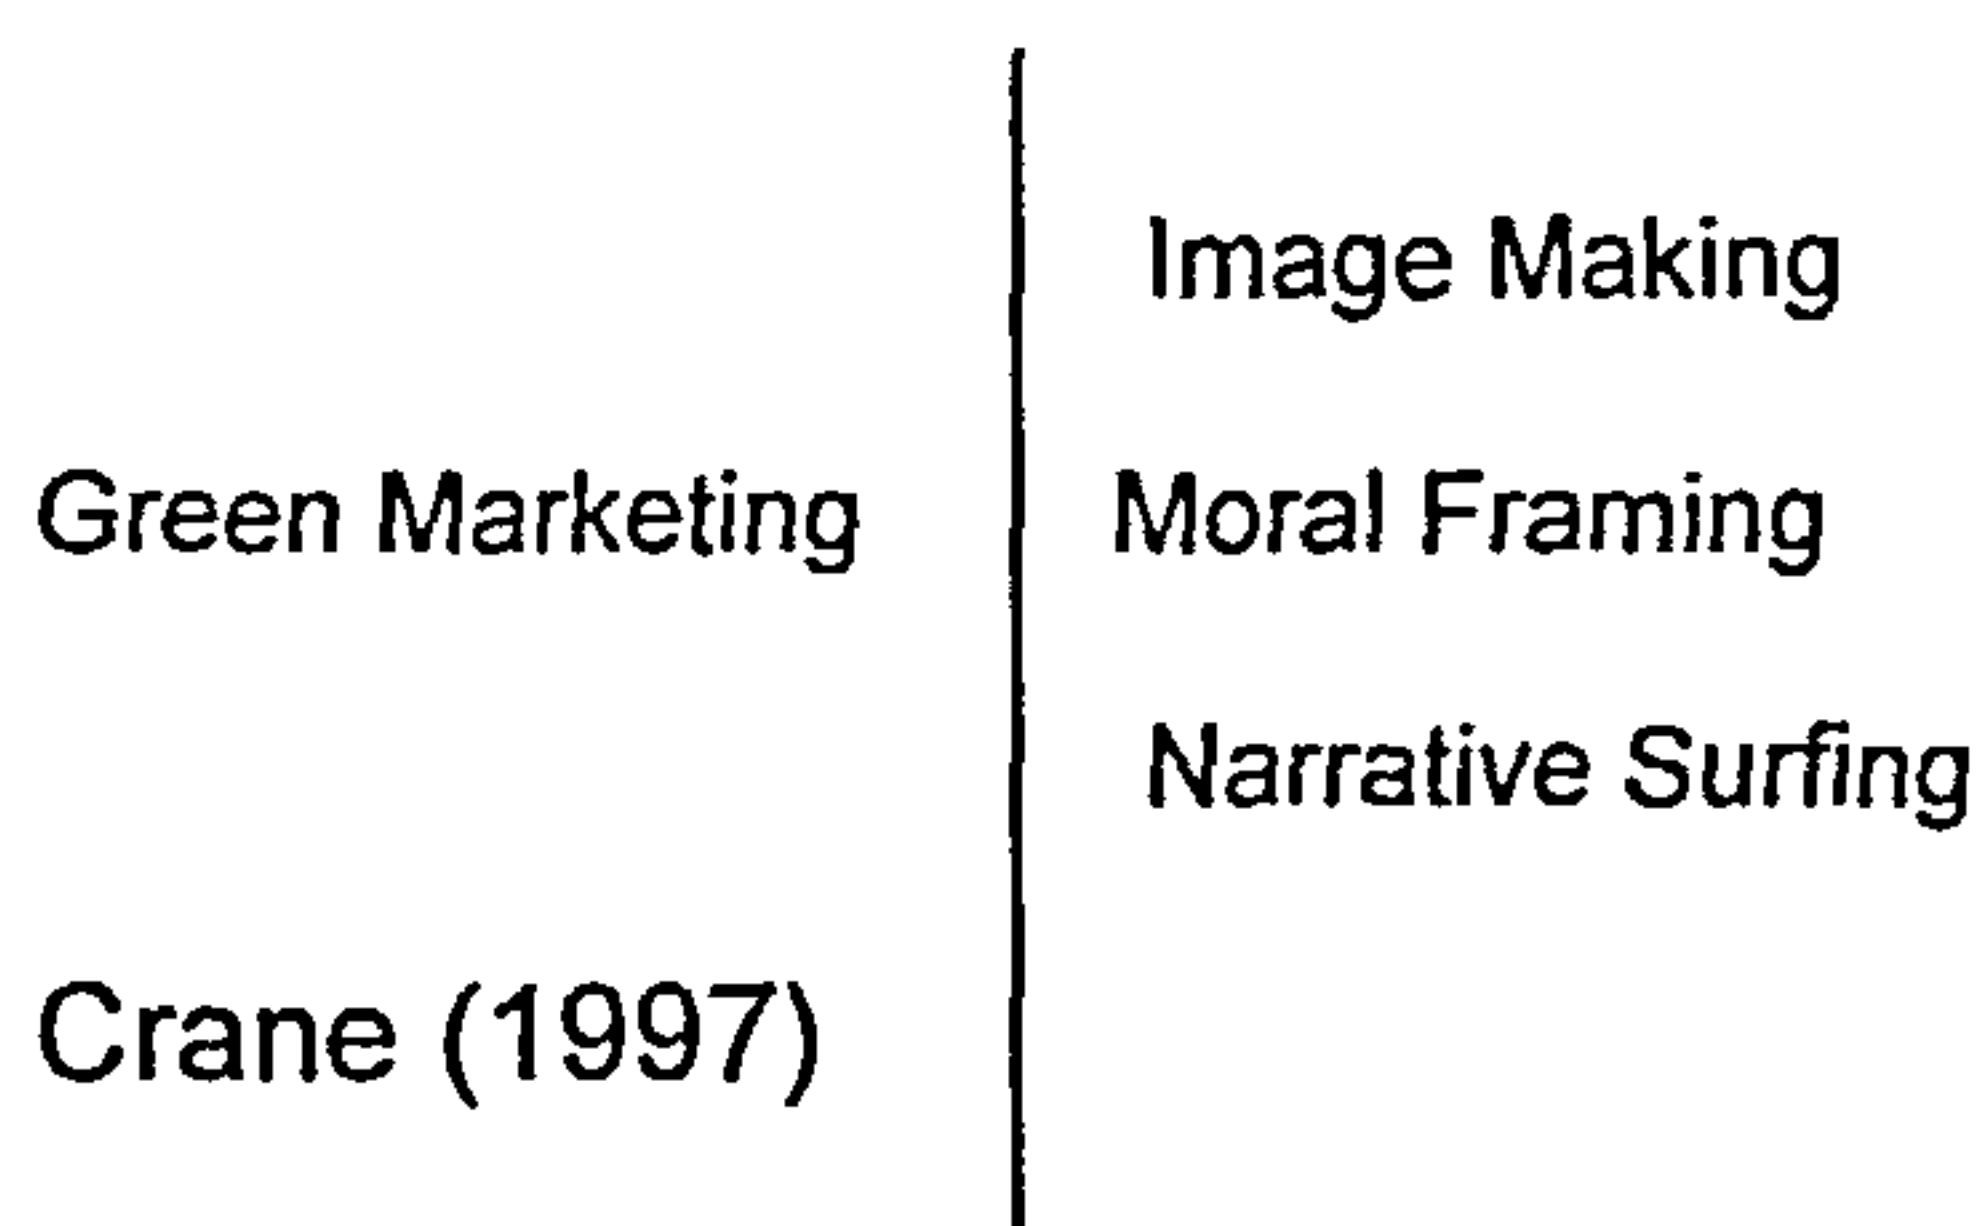 Image Making
Green Marketing
Moral Framing
Narrative Surfing
Crane (1997)